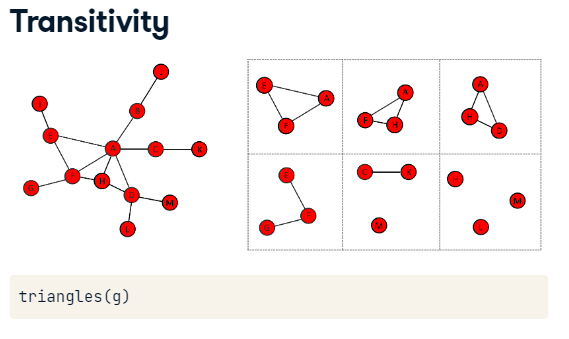 Transitivity
J
I
B
E
A C K
F H
G
D M
L
E A F
A F H
A H D
E F G
C K M
H M L
triangles(g)